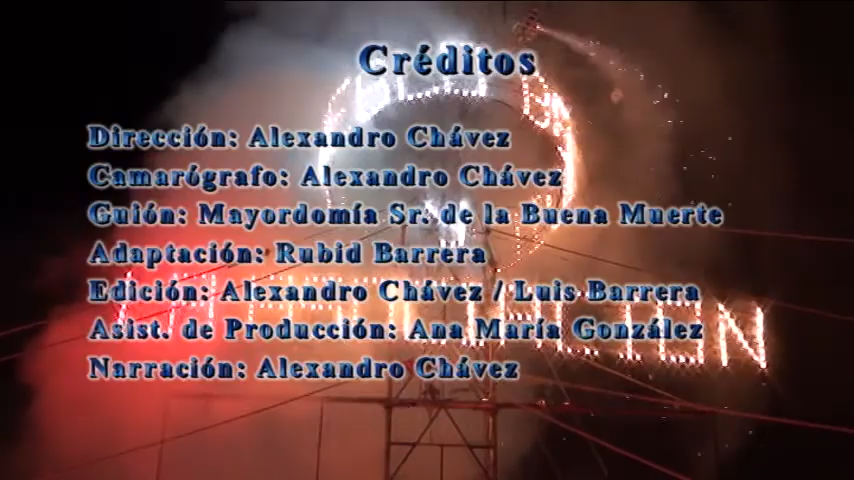 Créditos
Dirección: Alexandro Chávez
Camarógrafo: Alexandro Chávez
Guión: Mayordomía Sr. de la Buena Muerte
Adaptación: Rubid Barrera
Edición: Alexandro Chávez / Luis Barrera
Asist. de Producción: Ana María González
Narración: Alexandro Chávez